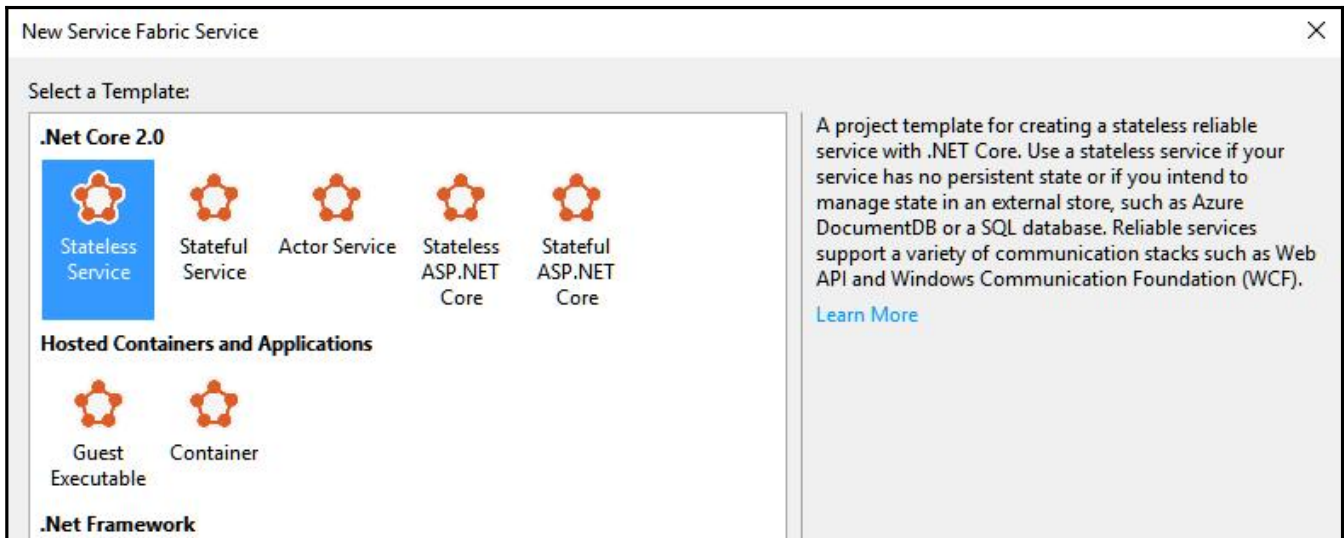 New Service Fabric Service
Select a Template:
.Net Core 2.0
Stateless
Service
Stateful
Service
Actor Service
Stateless
ASP.NET
Core
Stateful
ASP.NET
Core
Hosted Containers and Applications
Guest
Executable
Container
.Net Framework
A project template for creating a stateless reliable
service with .NET Core. Use a stateless service if your
service has no persistent state or if you intend to
manage state in an external store, such as Azure
DocumentDB or a SQL database. Reliable services
support a variety of communication stacks such as Web
API and Windows Communication Foundation (WCF).
Learn More